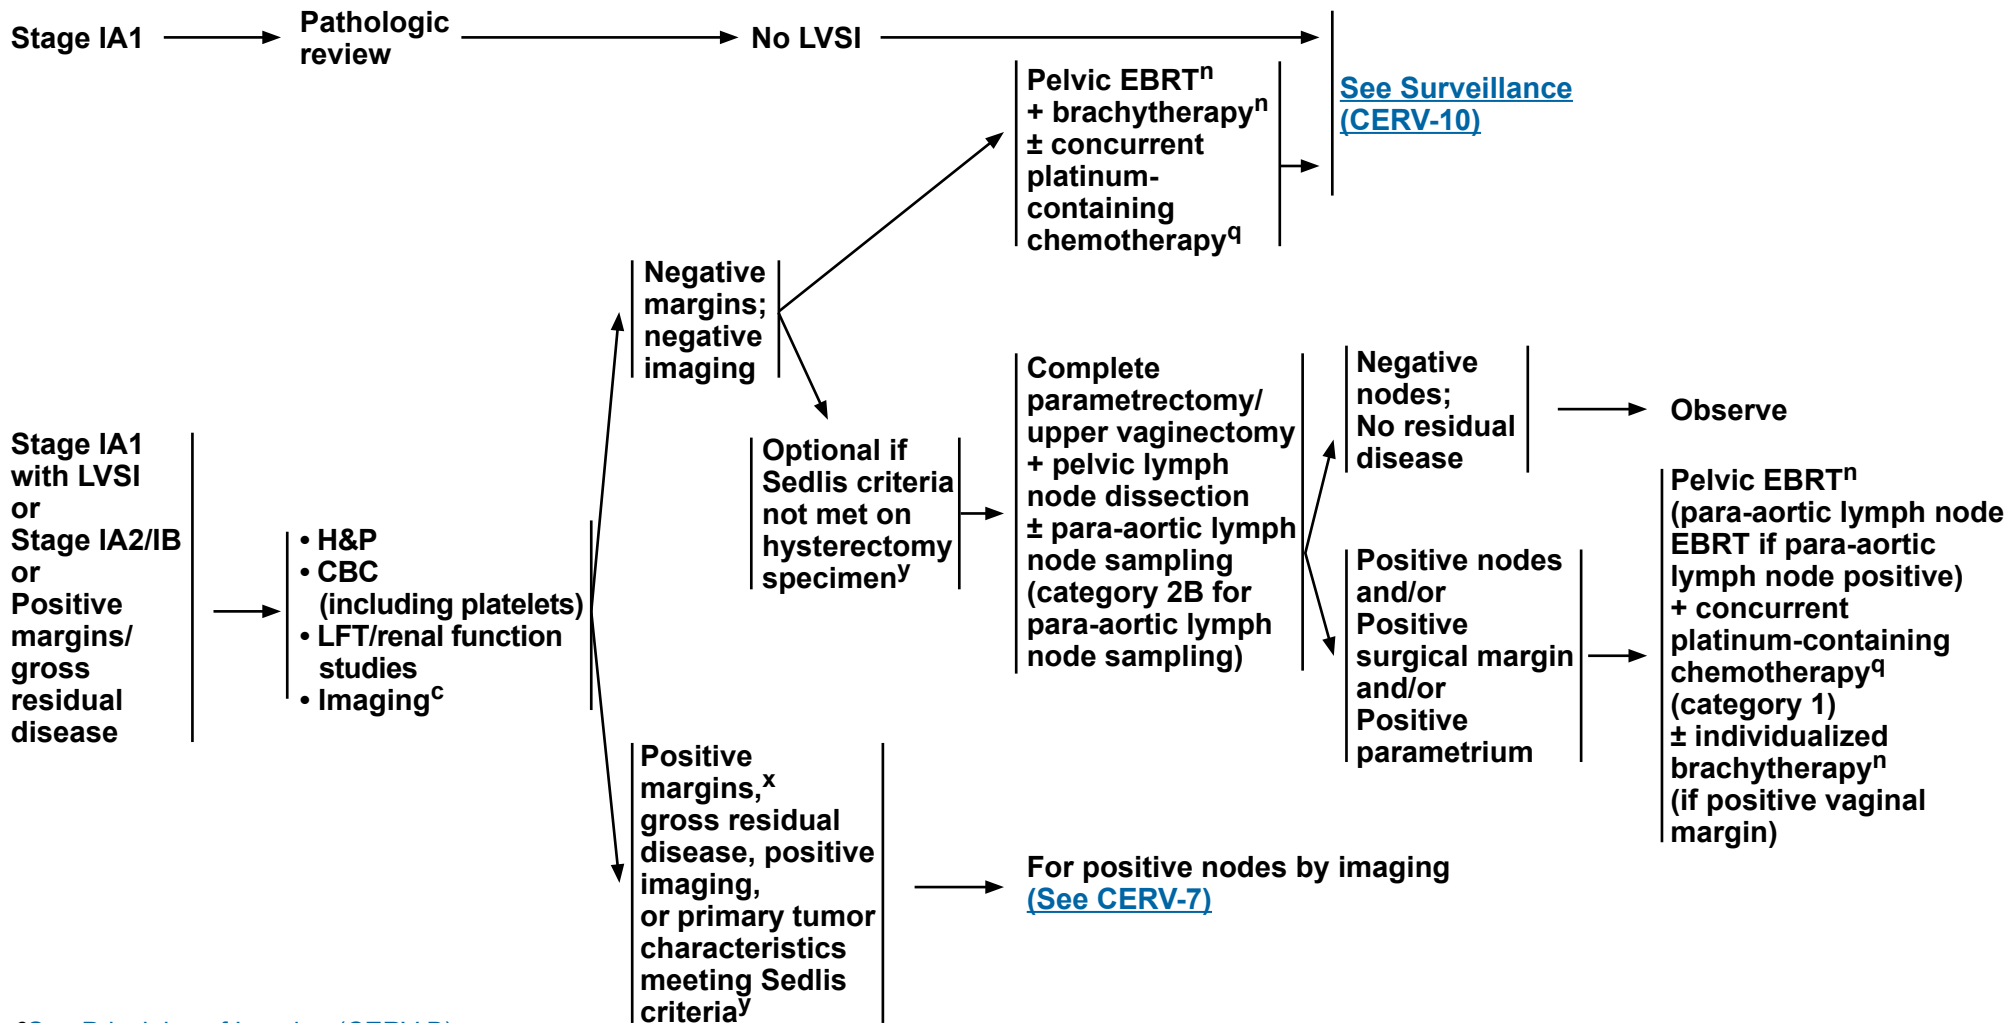 Stage IA1
Pathologic
review
No LVSI
See Surveillance
(CERV-10)
Pelvic EBRTⁿ
+ brachytherapyⁿ
± concurrent
platinum-
containing
chemotherapy^q
Stage IA1
with LVSI
or
Stage IA2/IB
or
Positive
margins/
gross
residual
disease
• H&P
• CBC
(including platelets)
• LFT/renal function
studies
• Imaging^c
Negative
margins;
negative
imaging
Optional if
Sedlis criteria
not met on
hysterectomy
specimen^y
Complete
parametrectomy/
upper vaginectomy
+ pelvic lymph
node dissection
± para-aortic lymph
node sampling
(category 2B for
para-aortic lymph
node sampling)
Negative
nodes;
No residual
disease
Observe
Positive nodes
and/or
Positive
surgical margin
and/or
Positive
parametrium
Pelvic EBRTⁿ
(para-aortic lymph node
EBRT if para-aortic
lymph node positive)
+ concurrent
platinum-containing
chemotherapy^q
(category 1)
± individualized
brachytherapyⁿ
(if positive vaginal
margin)
Positive
margins,^x
gross residual
disease, positive
imaging,
or primary tumor
characteristics
meeting Sedlis
criteria^y
For positive nodes by imaging
(See CERV-7)